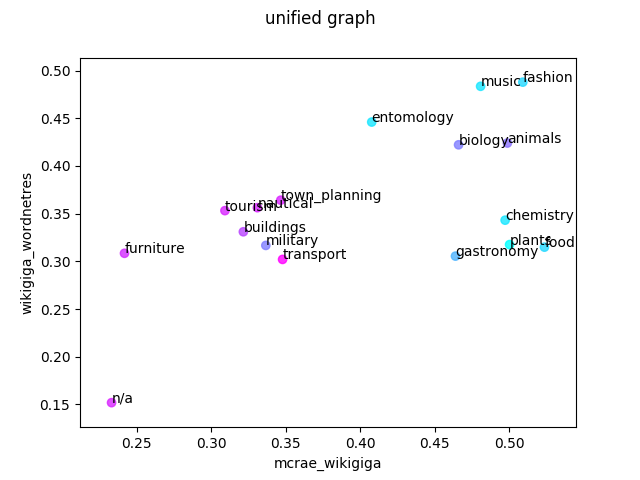 unified graph
0.50
0.45
0.40
0.35
0.30
0.25
0.20
0.15
wikigiga_wordnetres
music
fashion
entomology
biology
animals
town_planning
nautical
tourism
chemistry
buildings
military
plants
food
furniture
gastronomy
transport
n/a
0.25 0.30 0.35 0.40 0.45 0.50
mcrae_wikigiga